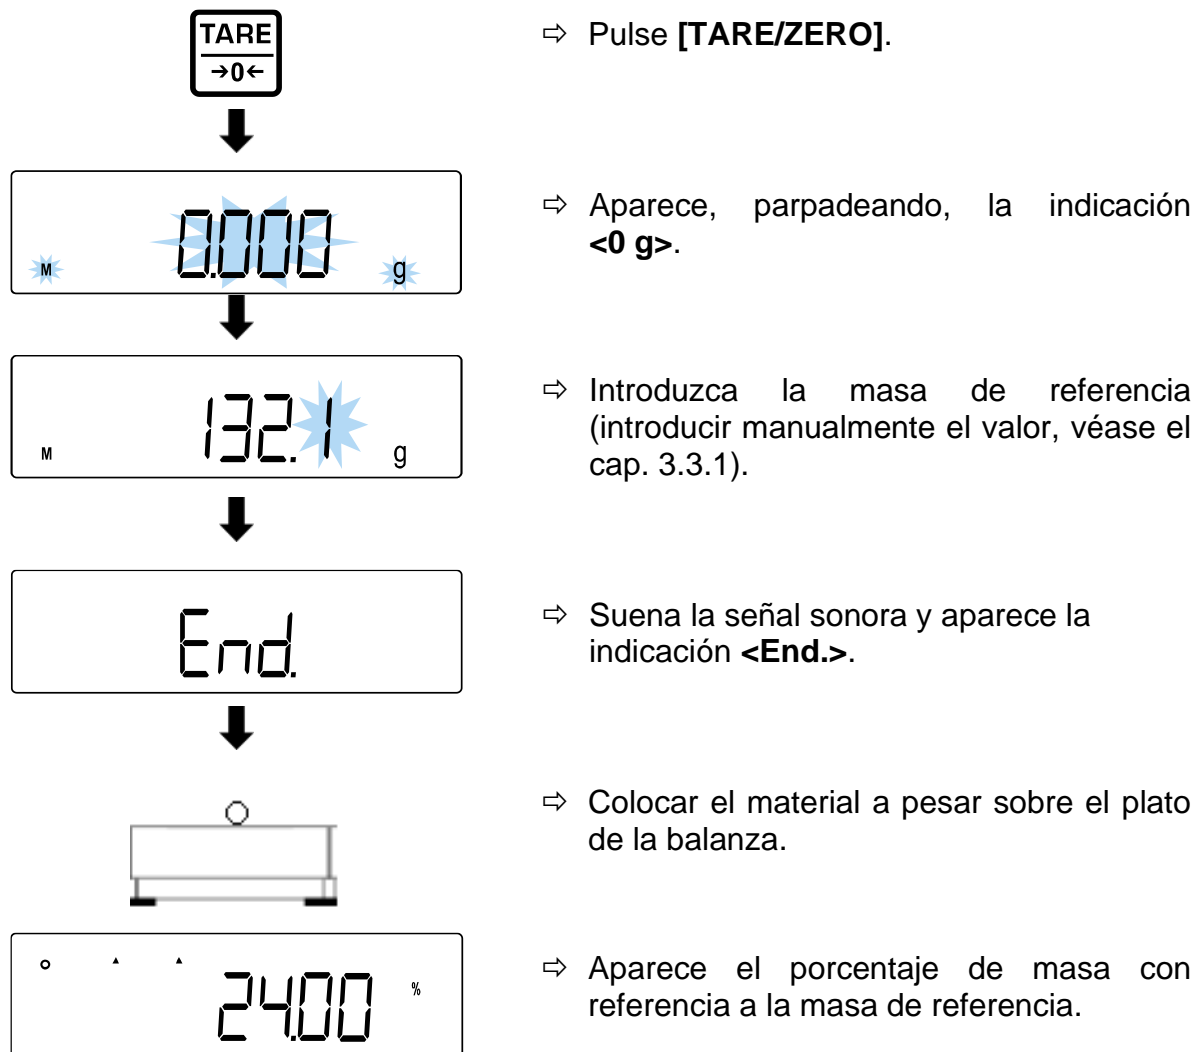 TARE
→0←
⇨ Pulse [TARE/ZERO].
0.000
M
g
⇨ Aparece, parpadeando, la indicación
<0 g>.
132.1
M
g
⇨ Introduzca la masa de referencia
(introducir manualmente el valor, véase el
cap. 3.3.1).
End.
⇨ Suena la señal sonora y aparece la
indicación <End.>.
⇨ Colocar el material a pesar sobre el plato
de la balanza.
24.00 %
⇨ Aparece el porcentaje de masa con
referencia a la masa de referencia.